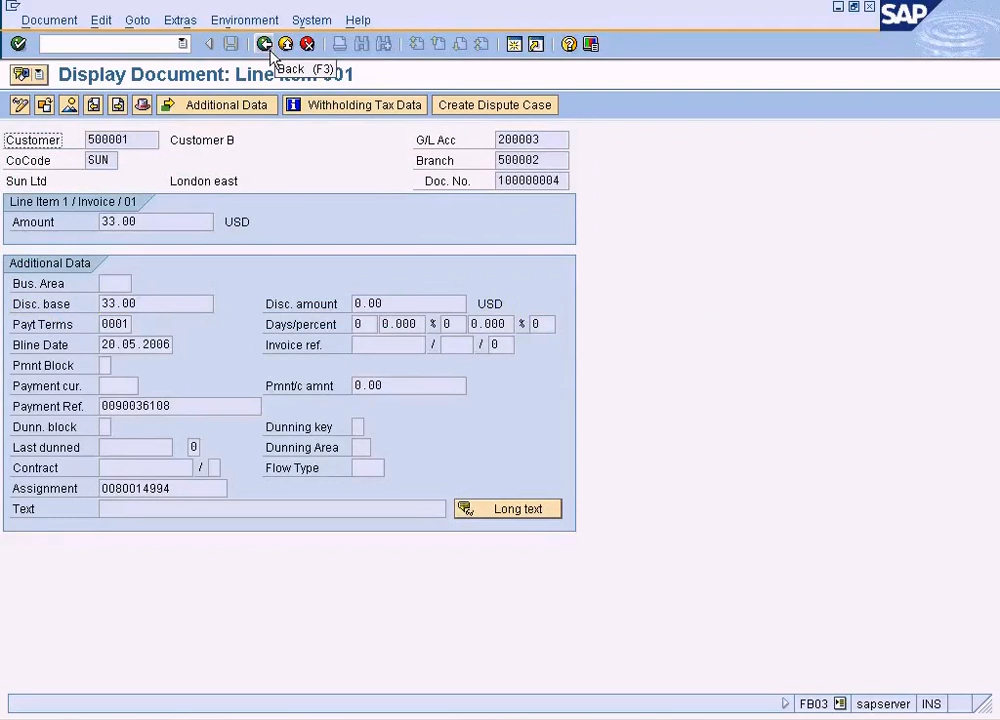 Document Edit Goto Extras Environment System Help
SAP
Display Document: Line Item 001
Back (F3)
Additional Data Withholding Tax Data Create Dispute Case
Customer 500001 Customer B G/L Acc 200003
CoCode SUN Branch 500002
Sun Ltd London east Doc. No. 100000004
Line Item 1 / Invoice / 01
Amount 33.00 USD
Additional Data
Bus. Area
Disc. base 33.00 Disc. amount 0.00 USD
Payt Terms 0001 Days/percent 0 0.000 % 0 0.000 % 0
Bline Date 20.05.2006 Invoice ref. / / 0
Pmnt Block
Payment cur. Pmnt/c amnt 0.00
Payment Ref. 0090036108
Dunn. block Dunning key
Last dunned 0 Dunning Area
Contract / Flow Type
Assignment 0080014994
Text Long text
FB03 sapserver INS